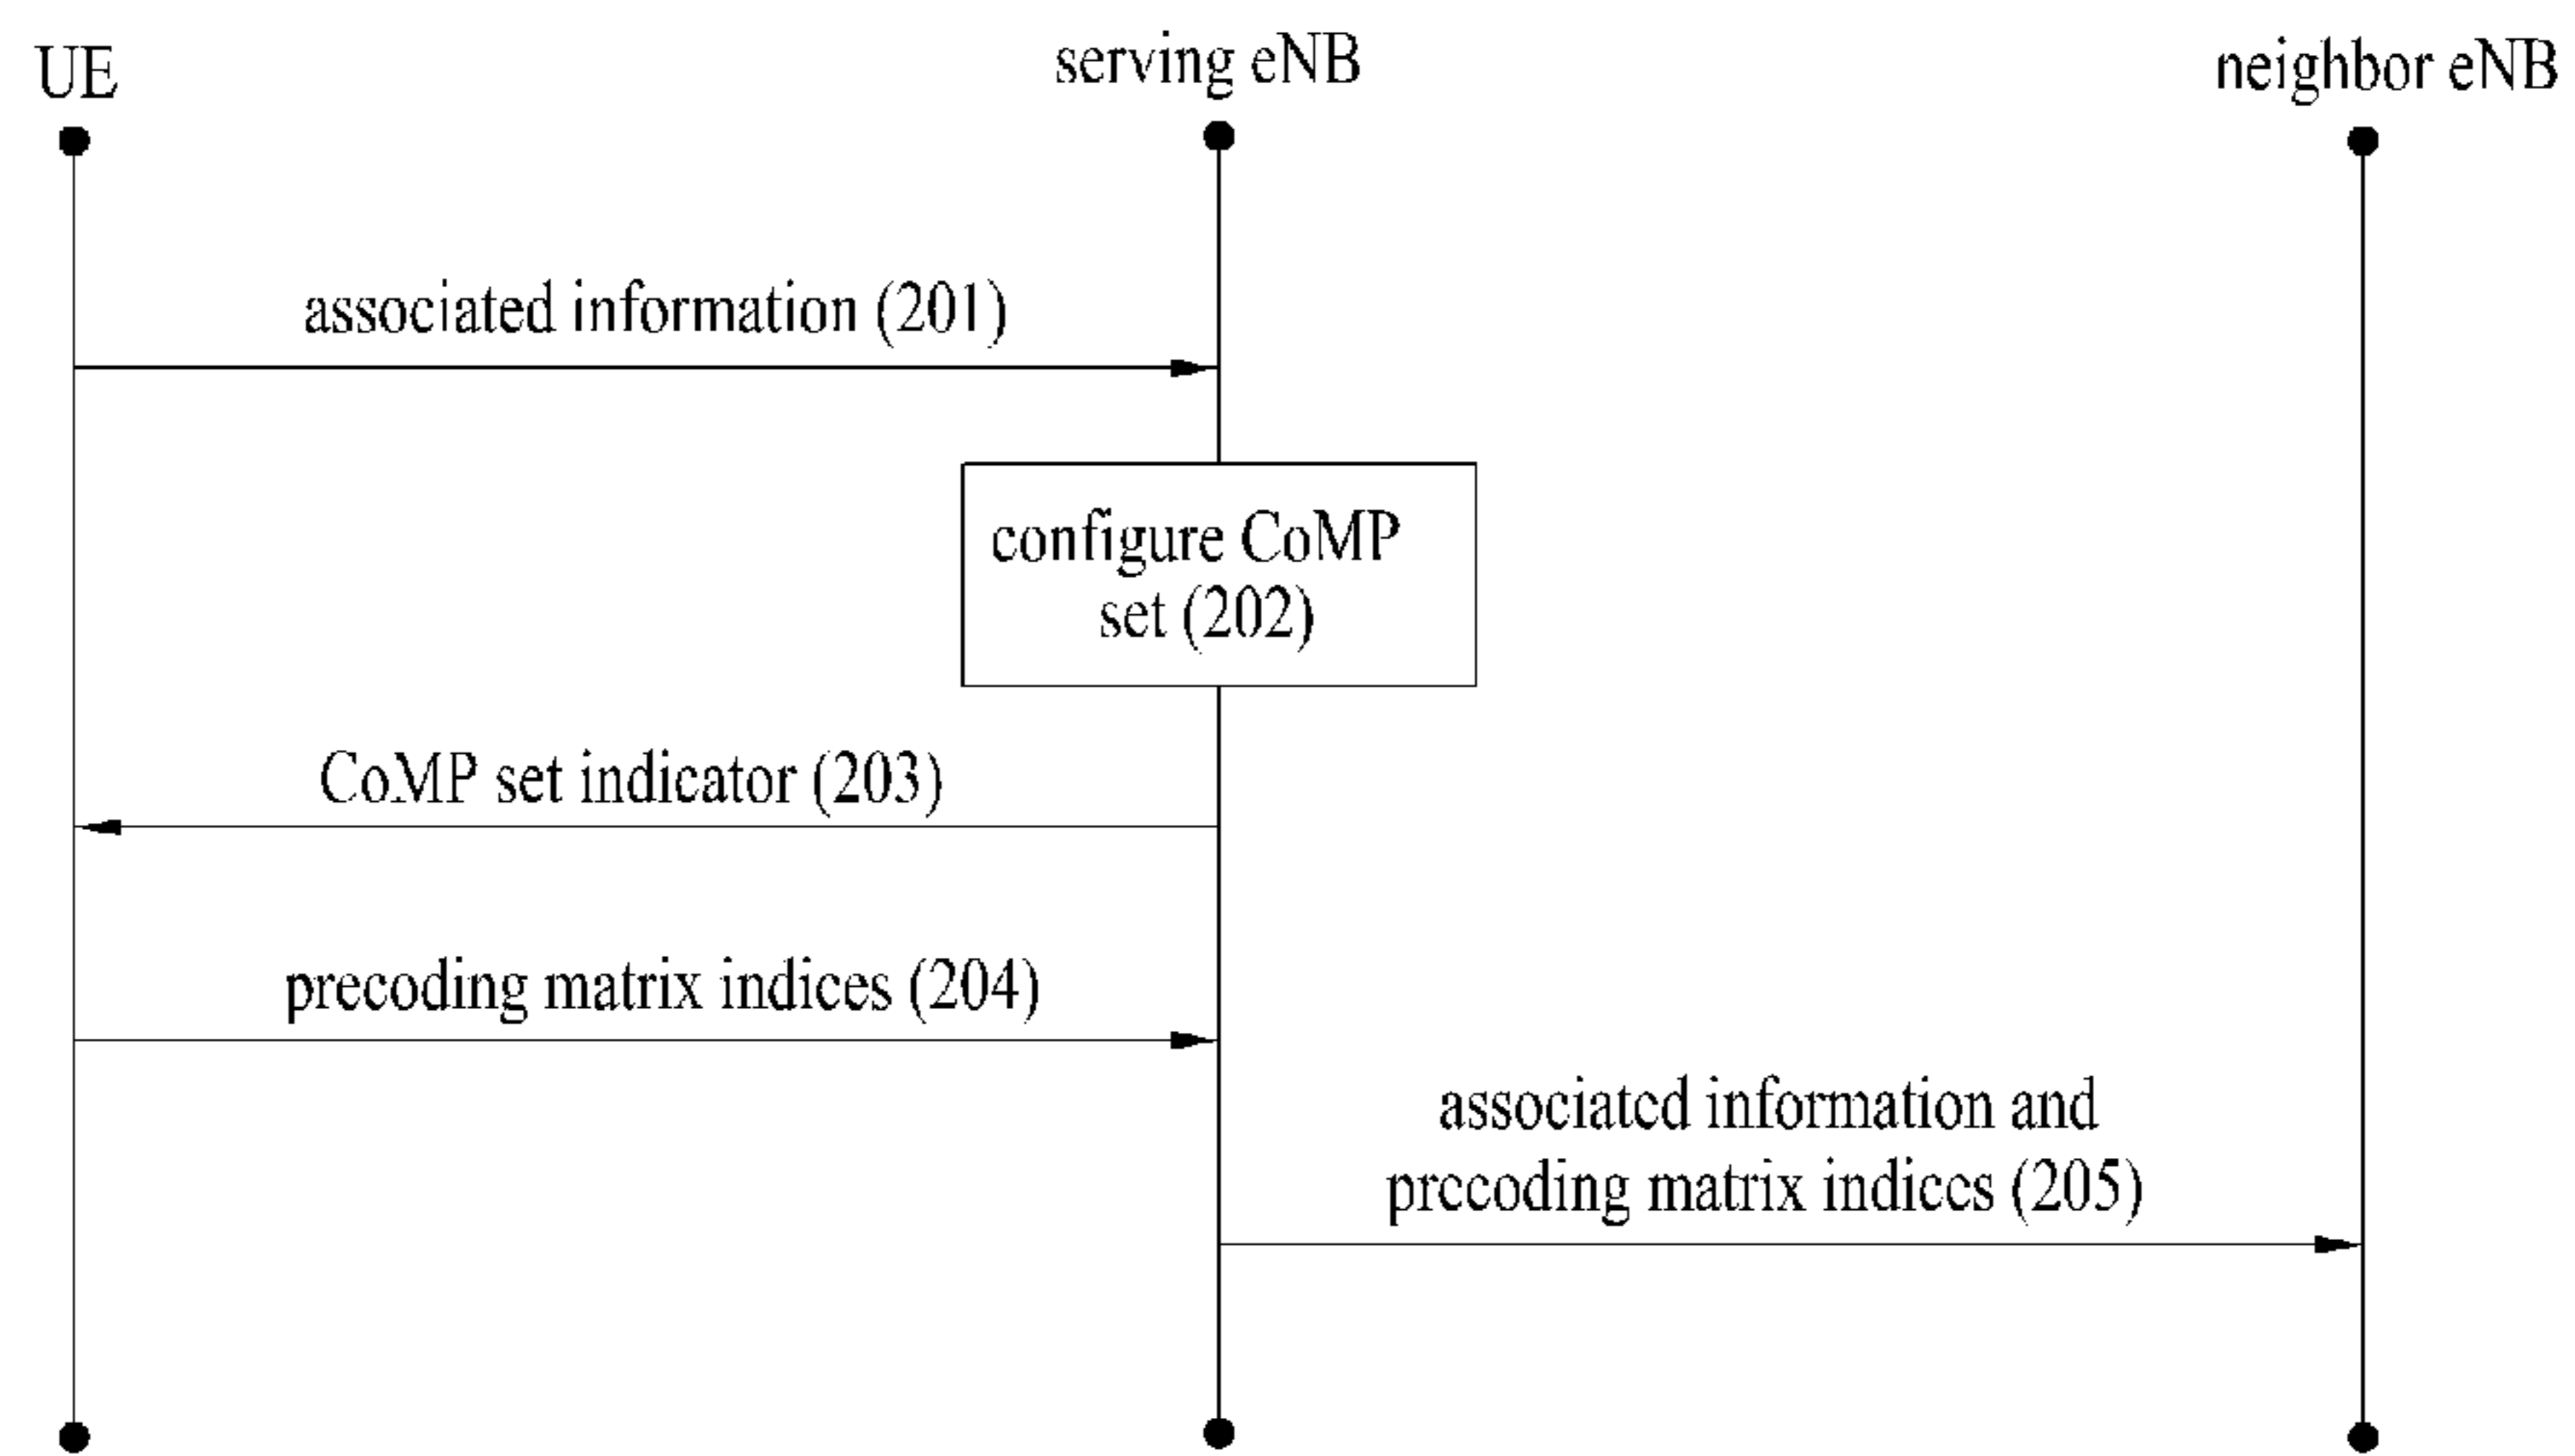 UE
serving eNB
neighbor eNB
associated information (201)
configure CoMP
set (202)
CoMP set indicator (203)
precoding matrix indices (204)
associated information and
precoding matrix indices (205)